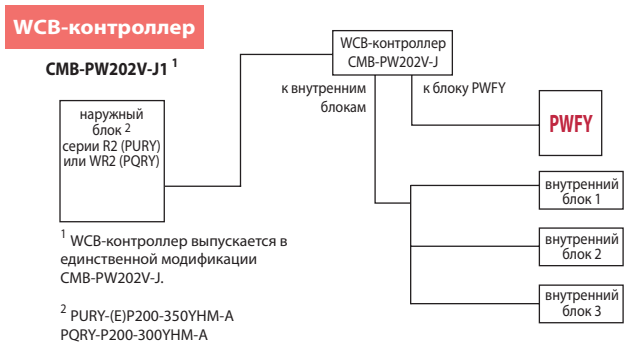 WCB-контроллер
CMB-PW202V-J1 ¹
наружный
блок ²
серии R2 (PURY)
или WR2 (PQRY)
WCB-контроллер
CMB-PW202V-J
к внутренним
блокам
к блоку PWFY
PWFY
внутренний
блок 1
внутренний
блок 2
внутренний
блок 3
¹ WCB-контроллер выпускается в
единственной модификации
CMB-PW202V-J.
² PURY-(E)P200-350YHM-A
PQRY-P200-300YHM-A